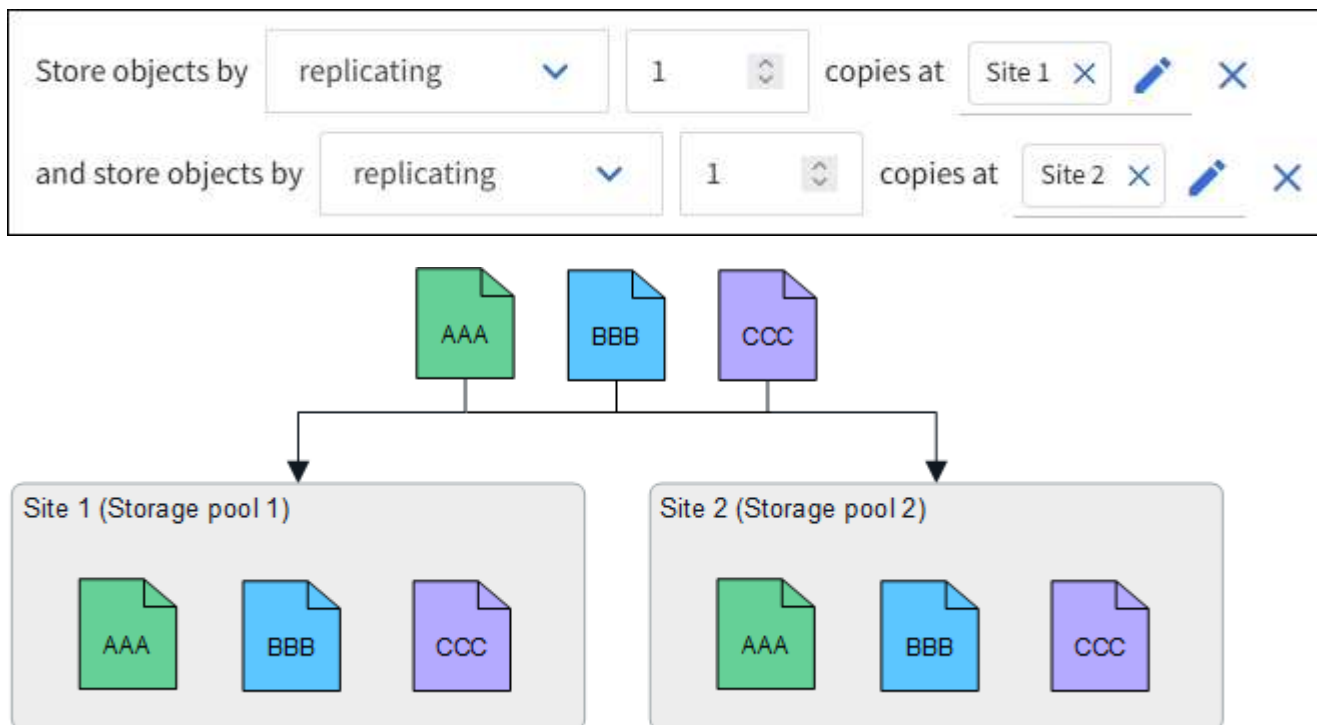 Store objects by replicating 1 copies at Site 1
and store objects by replicating 1 copies at Site 2
AAA BBB CCC
Site 1 (Storage pool 1) Site 2 (Storage pool 2)
AAA BBB CCC AAA BBB CCC